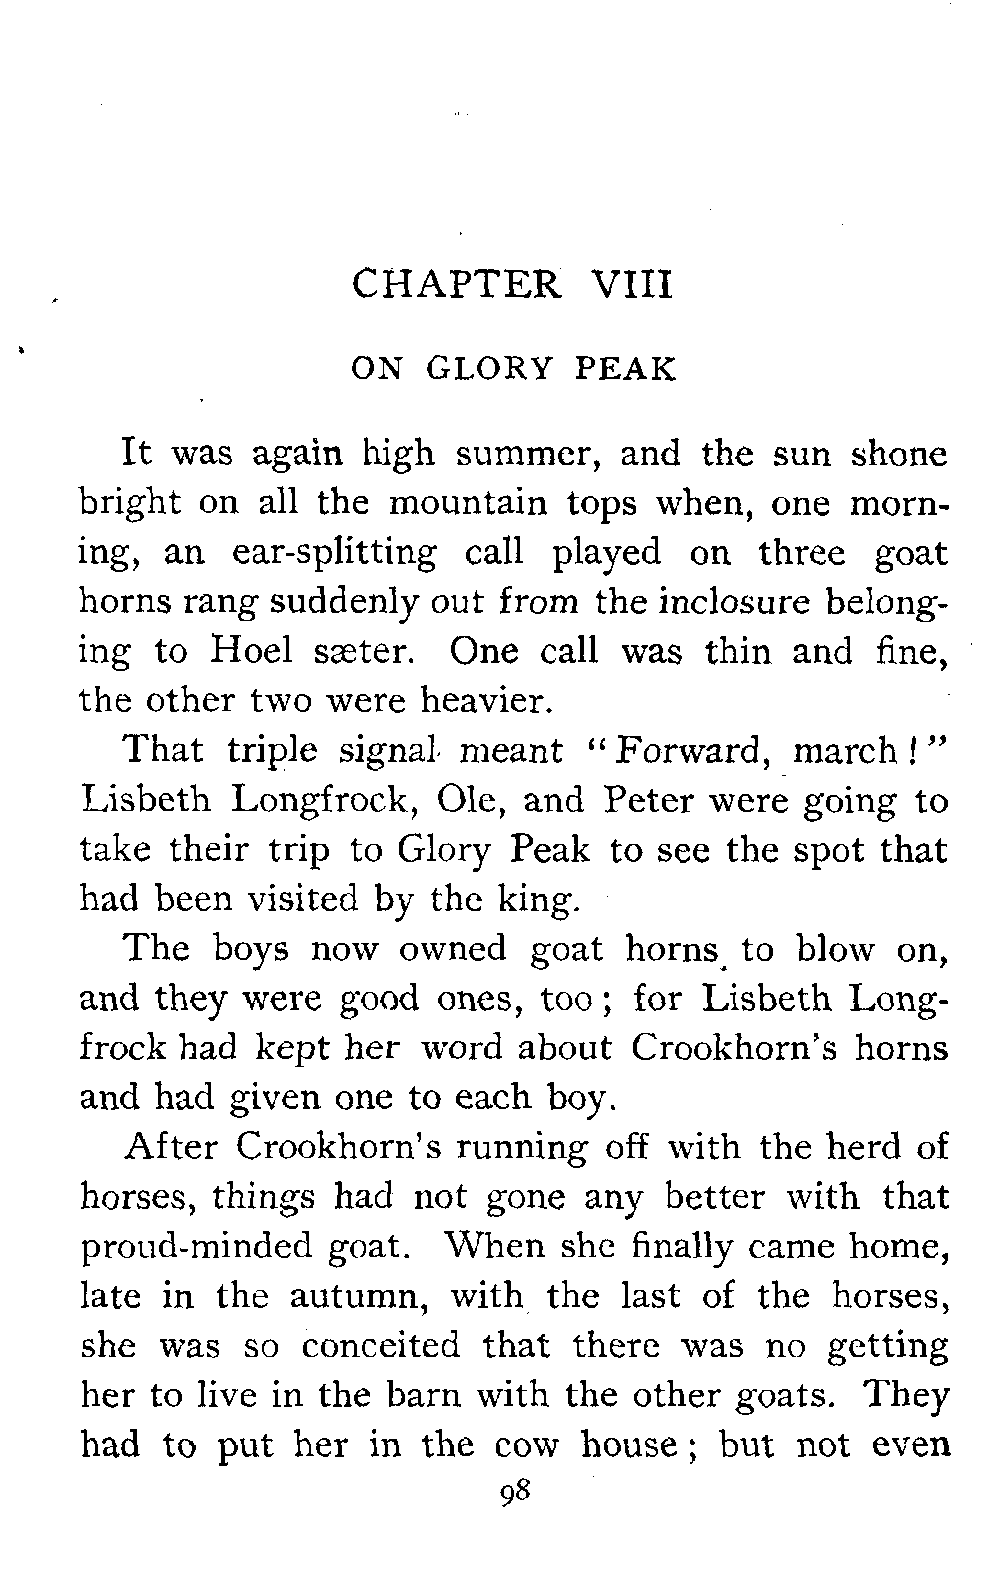 CHAPTER VIII
ON GLORY PEAK
It was again high summer, and the sun shone
bright on all the mountain tops when, one morn-
ing, an ear-splitting call played on three goat
horns rang suddenly out from the inclosure belong-
ing to Hoel sæter. One call was thin and fine,
the other two were heavier.
That triple signal meant "Forward, march!"
Lisbeth Longfrock, Ole, and Peter were going to
take their trip to Glory Peak to see the spot that
had been visited by the king.
The boys now owned goat horns to blow on,
and they were good ones, too; for Lisbeth Long-
frock had kept her word about Crookhorn's horns
and had given one to each boy.
After Crookhorn's running off with the herd of
horses, things had not gone any better with that
proud-minded goat. When she finally came home,
late in the autumn, with the last of the horses,
she was so conceited that there was no getting
her to live in the barn with the other goats. They
had to put her in the cow house; but not even
98